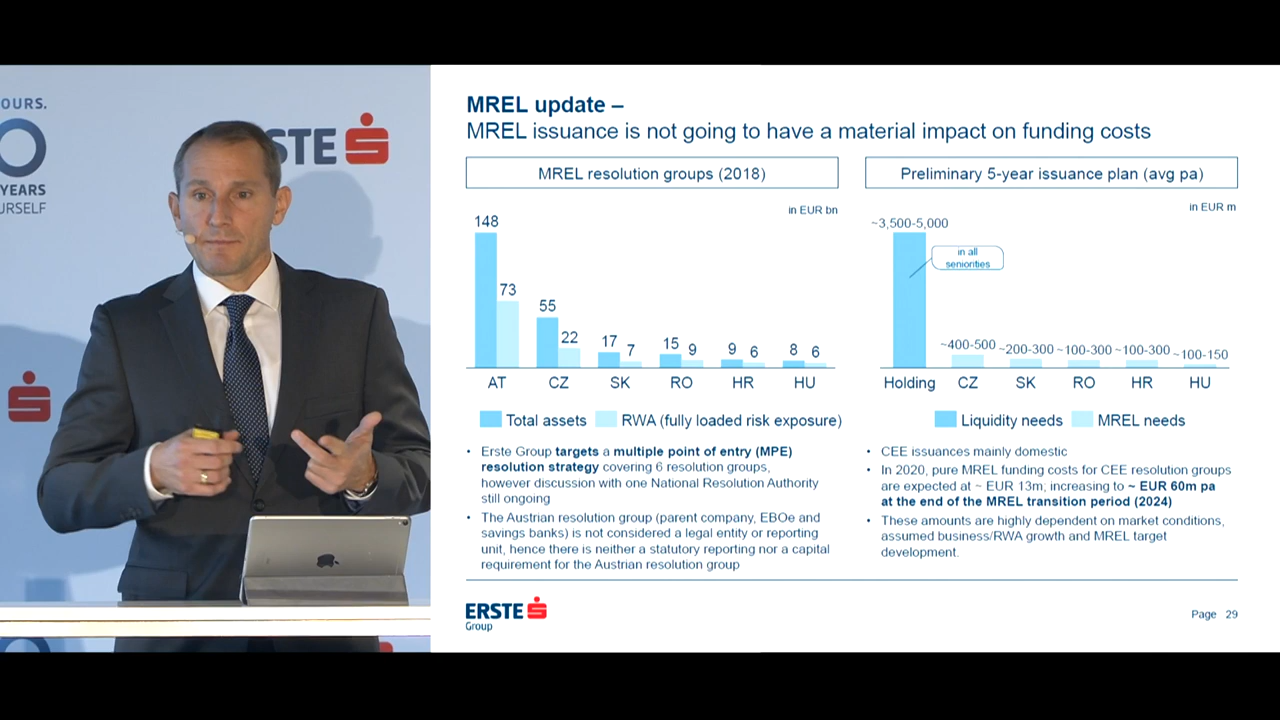 OURS.
YEARS
URSELF
STE
MREL update –
MREL issuance is not going to have a material impact on funding costs
MREL resolution groups (2018)
in EUR bn
148
73
55
22
17
7
15
9
9
6
8
6
AT
CZ
SK
RO
HR
HU
Total assets
RWA (fully loaded risk exposure)
• Erste Group targets a multiple point of entry (MPE)
resolution strategy covering 6 resolution groups,
however discussion with one National Resolution Authority
still ongoing
• The Austrian resolution group (parent company, EBOe and
savings banks) is not considered a legal entity or reporting
unit, hence there is neither a statutory reporting nor a capital
requirement for the Austrian resolution group
Preliminary 5-year issuance plan (avg pa)
in EUR m
~3,500-5,000
in all
seniorities
~400-500
~200-300
~100-300
~100-300
~100-150
Holding
CZ
SK
RO
HR
HU
Liquidity needs
MREL needs
• CEE issuances mainly domestic
• In 2020, pure MREL funding costs for CEE resolution groups
are expected at ~ EUR 13m; increasing to ~ EUR 60m pa
at the end of the MREL transition period (2024)
• These amounts are highly dependent on market conditions,
assumed business/RWA growth and MREL target
development.
ERSTE
Group
Page 29